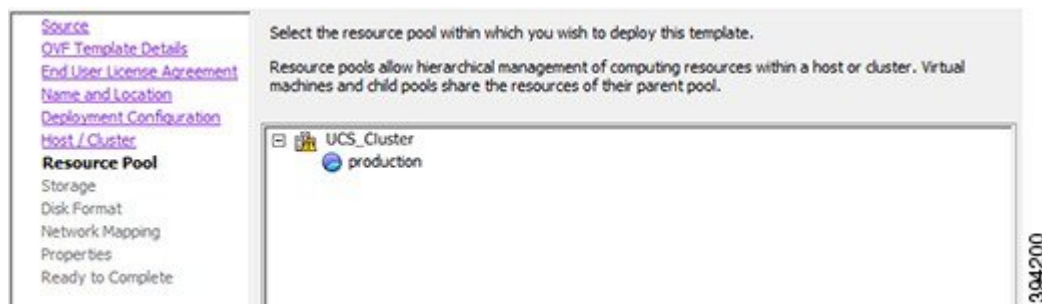 Source
OVF Template Details
End User License Agreement
Name and Location
Deployment Configuration
Host / Cluster
Resource Pool
Storage
Disk Format
Network Mapping
Properties
Ready to Complete
Select the resource pool within which you wish to deploy this template.
Resource pools allow hierarchical management of computing resources within a host or cluster. Virtual
machines and child pools share the resources of their parent pool.
UCS_Cluster
production
394200